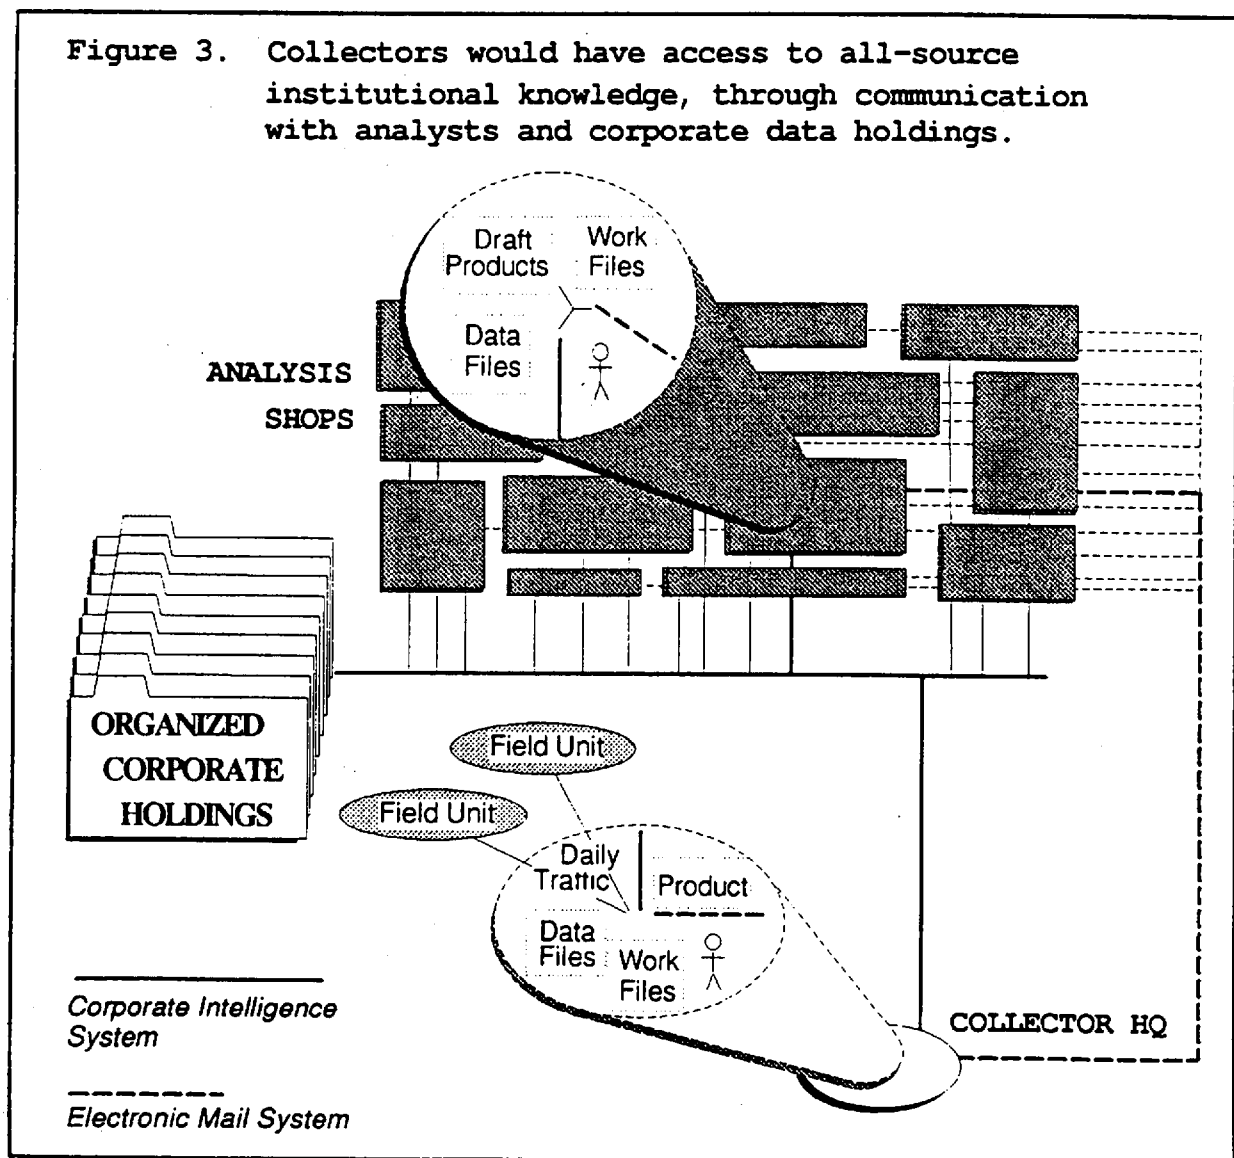 Figure 3. Collectors would have access to all-source
institutional knowledge, through communication
with analysts and corporate data holdings.
Draft
Products
Work
Files
Data
Files
ANALYSIS
SHOPS
ORGANIZED
CORPORATE
HOLDINGS
Field Unit
Field Unit
Daily
Traffic
Product
Data
Files
Work
Files
COLLECTOR HQ
Corporate Intelligence
System
Electronic Mail System